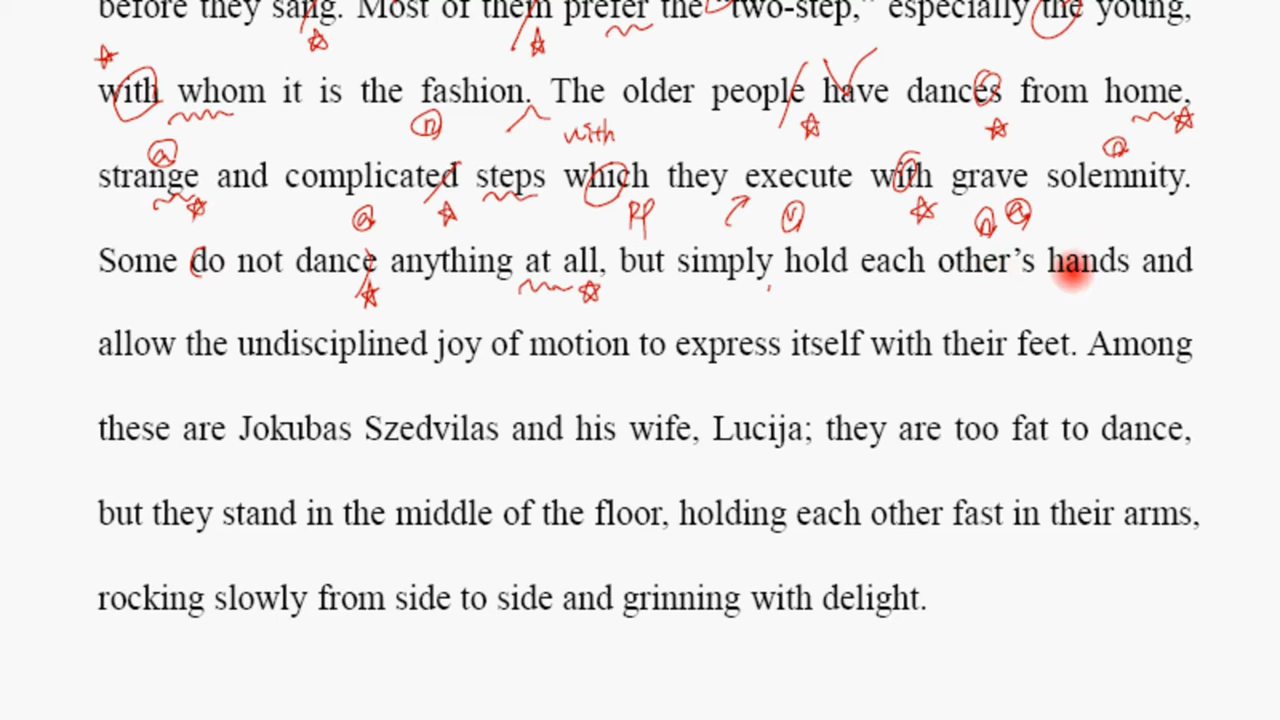 before they sang. Most of them prefer the "two-step," especially the young,
with whom it is the fashion. The older people have dances from home,
n with
a n
strange and complicated steps which they execute with grave solemnity.
a RP v n a
Some do not dance anything at all, but simply hold each other's hands and
allow the undisciplined joy of motion to express itself with their feet. Among
these are Jokubas Szedvilas and his wife, Lucija; they are too fat to dance,
but they stand in the middle of the floor, holding each other fast in their arms,
rocking slowly from side to side and grinning with delight.